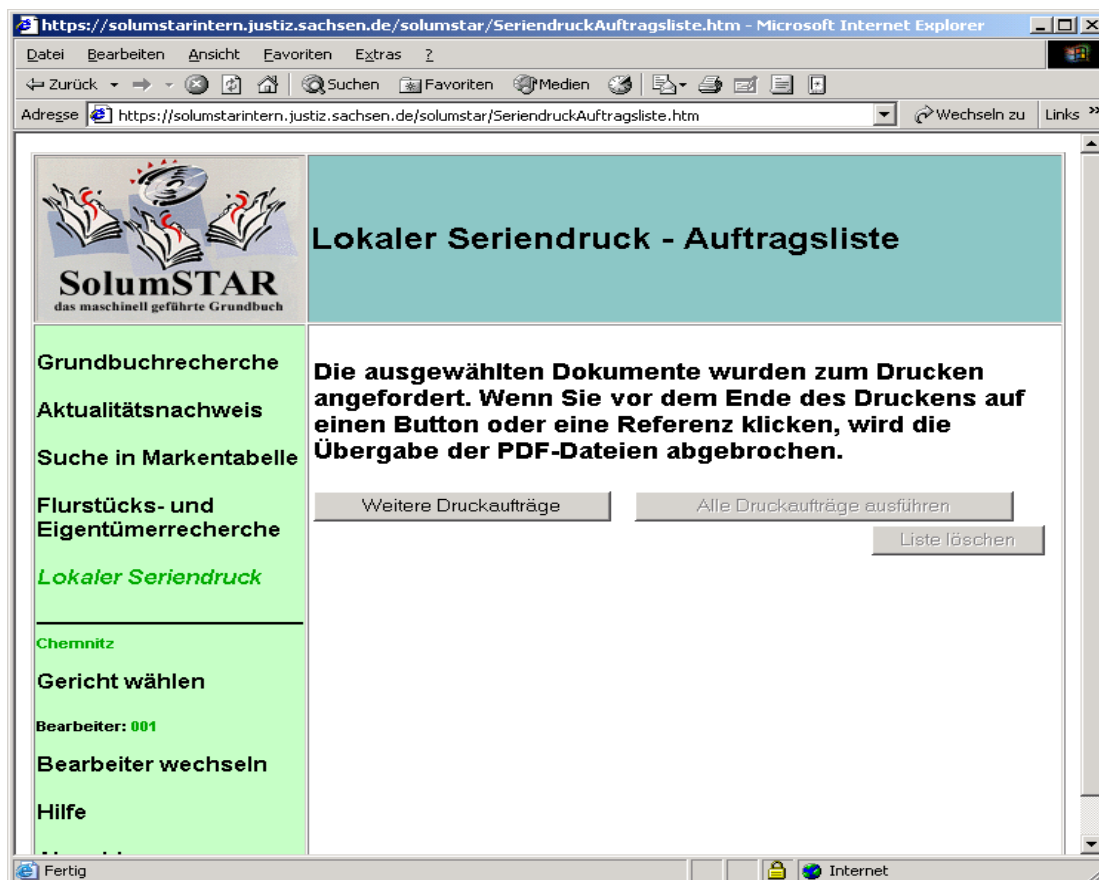 https://solumstarintern.justiz.sachsen.de/solumstar/SeriendruckAuftragsliste.htm - Microsoft Internet Explorer
Datei Bearbeiten Ansicht Favoriten Extras ?
Zurück Suchen Favoriten Medien
Adresse https://solumstarintern.justiz.sachsen.de/solumstar/SeriendruckAuftragsliste.htm Wechseln zu Links »
SolumSTAR
das maschinell geführte Grundbuch
Lokaler Seriendruck - Auftragsliste
Grundbuchrecherche
Aktualitätsnachweis
Suche in Markentabelle
Flurstücks- und
Eigentümerrecherche
Lokaler Seriendruck
Chemnitz
Gericht wählen
Bearbeiter: 001
Bearbeiter wechseln
Hilfe
Die ausgewählten Dokumente wurden zum Drucken
angefordert. Wenn Sie vor dem Ende des Druckens auf
einen Button oder eine Referenz klicken, wird die
Übergabe der PDF-Dateien abgebrochen.
Weitere Druckaufträge Alle Druckaufträge ausführen
Liste löschen
Fertig Internet